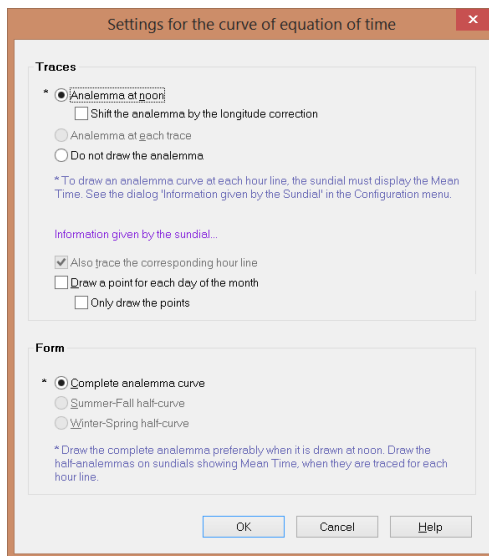 Settings for the curve of equation of time
Traces
* Analemma at noon
Shift the analemma by the longitude correction
Analemma at each trace
Do not draw the analemma
* To draw an analemma curve at each hour line, the sundial must display the Mean
Time. See the dialog 'Information given by the Sundial' in the Configuration menu.
Information given by the sundial...
Also trace the corresponding hour line
Draw a point for each day of the month
Only draw the points
Form
* Complete analemma curve
Summer-Fall half-curve
Winter-Spring half-curve
* Draw the complete analemma preferably when it is drawn at noon. Draw the
half-analemmas on sundials showing Mean Time, when they are traced for each
hour line.
OK Cancel Help